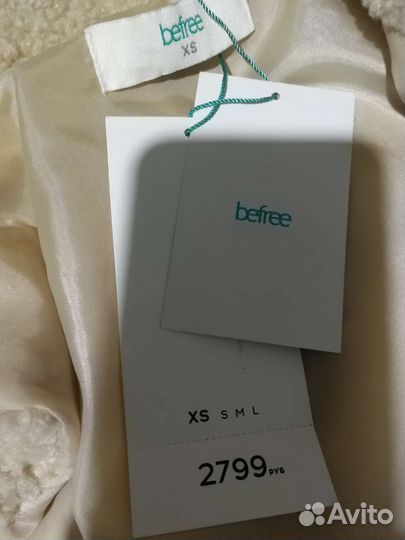 befree
XS
befree
XS S M L
2799 РУБ
Avito